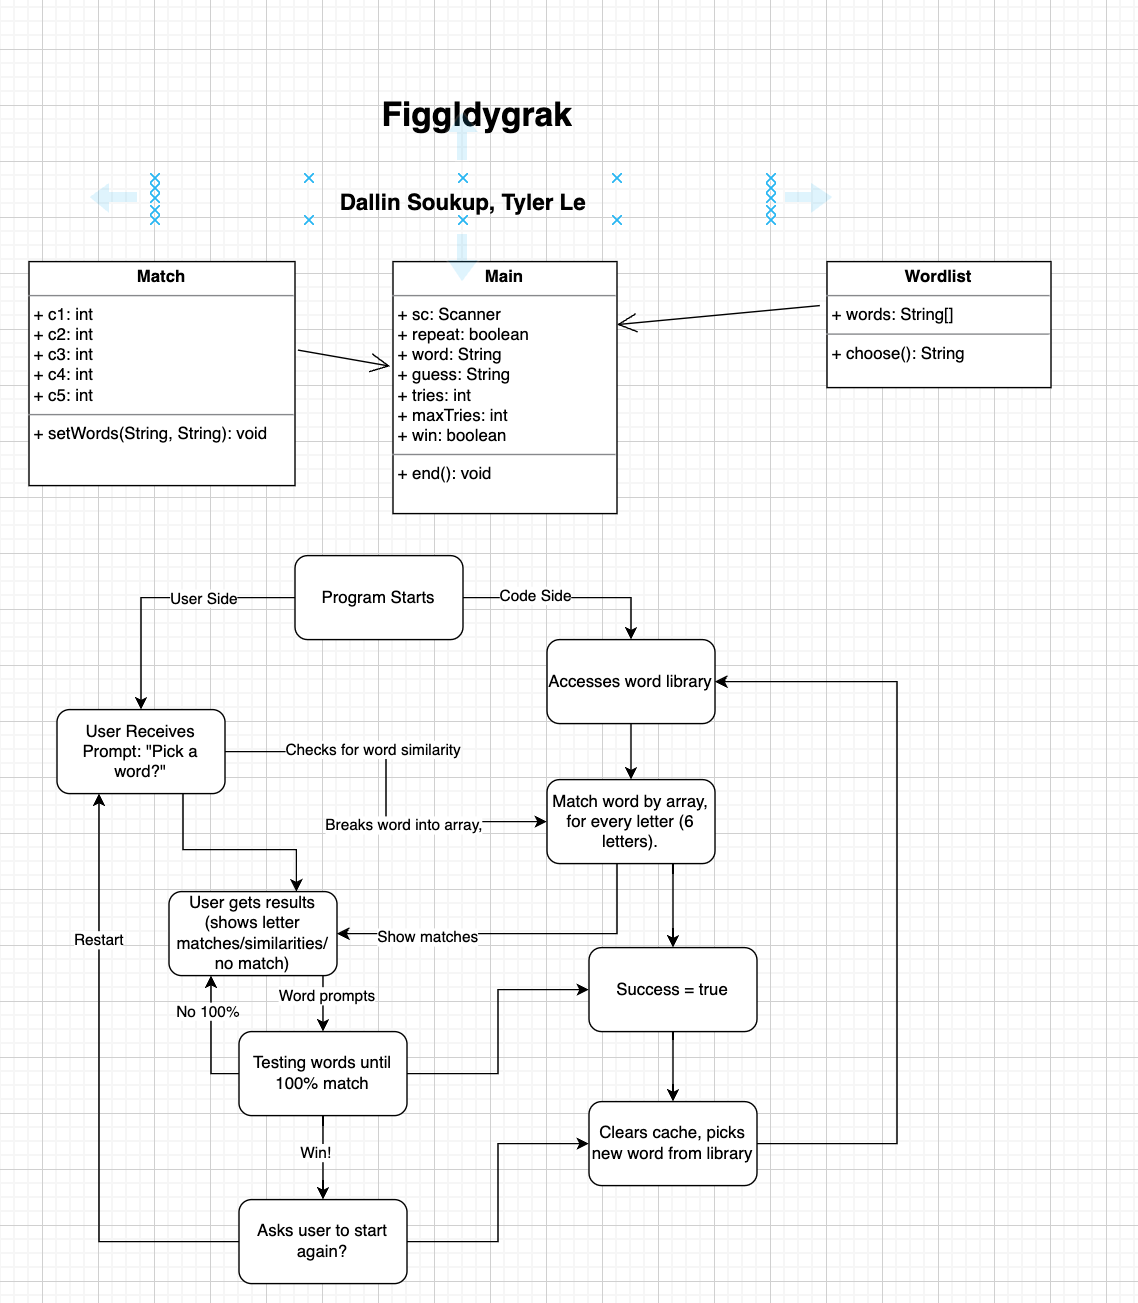 Figgldygrak
Dallin Soukup, Tyler Le
Match
+ c1: int
+ c2: int
+ c3: int
+ c4: int
+ c5: int
+ setWords(String, String): void
Main
+ sc: Scanner
+ repeat: boolean
+ word: String
+ guess: String
+ tries: int
+ maxTries: int
+ win: boolean
+ end(): void
Wordlist
+ words: String[]
+ choose(): String
Program Starts
User Side
Code Side
Accesses word library
User Receives
Prompt: "Pick a
word?"
Checks for word similarity
Breaks word into array,
Match word by array,
for every letter (6
letters).
User gets results
(shows letter
matches/similarities/
no match)
Show matches
Restart
No 100%
Word prompts
Success = true
Testing words until
100% match
Win!
Clears cache, picks
new word from library
Asks user to start
again?